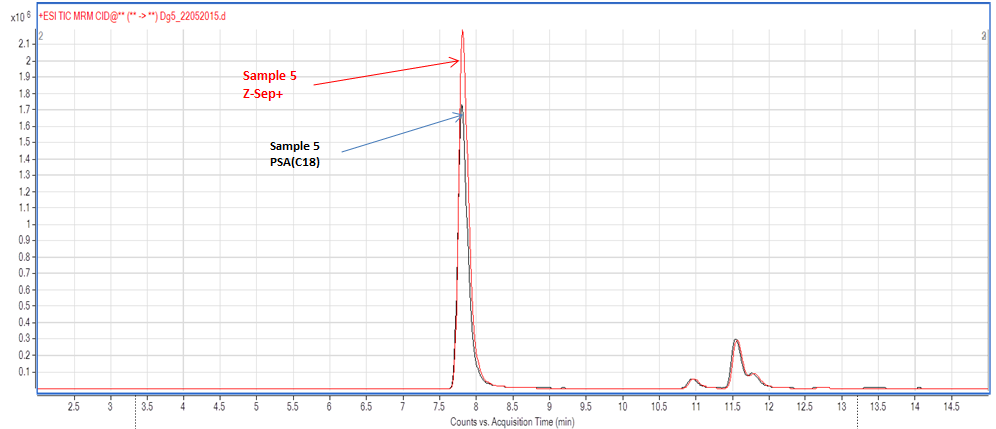 x10 6
+ESI TIC MRM CID@** (** -> **) Dg5_22052015.d
2
2
2.1
2
1.9
1.8
1.7
1.6
1.5
1.4
1.3
1.2
1.1
1
0.9
0.8
0.7
0.6
0.5
0.4
0.3
0.2
0.1
Sample 5
Z-Sep+
Sample 5
PSA(C18)
2.5 3 3.5 4 4.5 5 5.5 6 6.5 7 7.5 8 8.5 9 9.5 10 10.5 11 11.5 12 12.5 13 13.5 14 14.5
Counts vs. Acquisition Time (min)